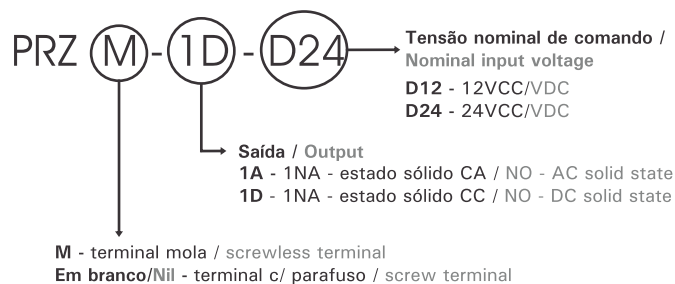 PRZ M - 1D - D24
Tensão nominal de comando /
Nominal input voltage
D12 - 12VCC/VDC
D24 - 24VCC/VDC
Saída / Output
1A - 1NA - estado sólido CA / NO - AC solid state
1D - 1NA - estado sólido CC / NO - DC solid state
M - terminal mola / screwless terminal
Em branco/Nil - terminal c/ parafuso / screw terminal